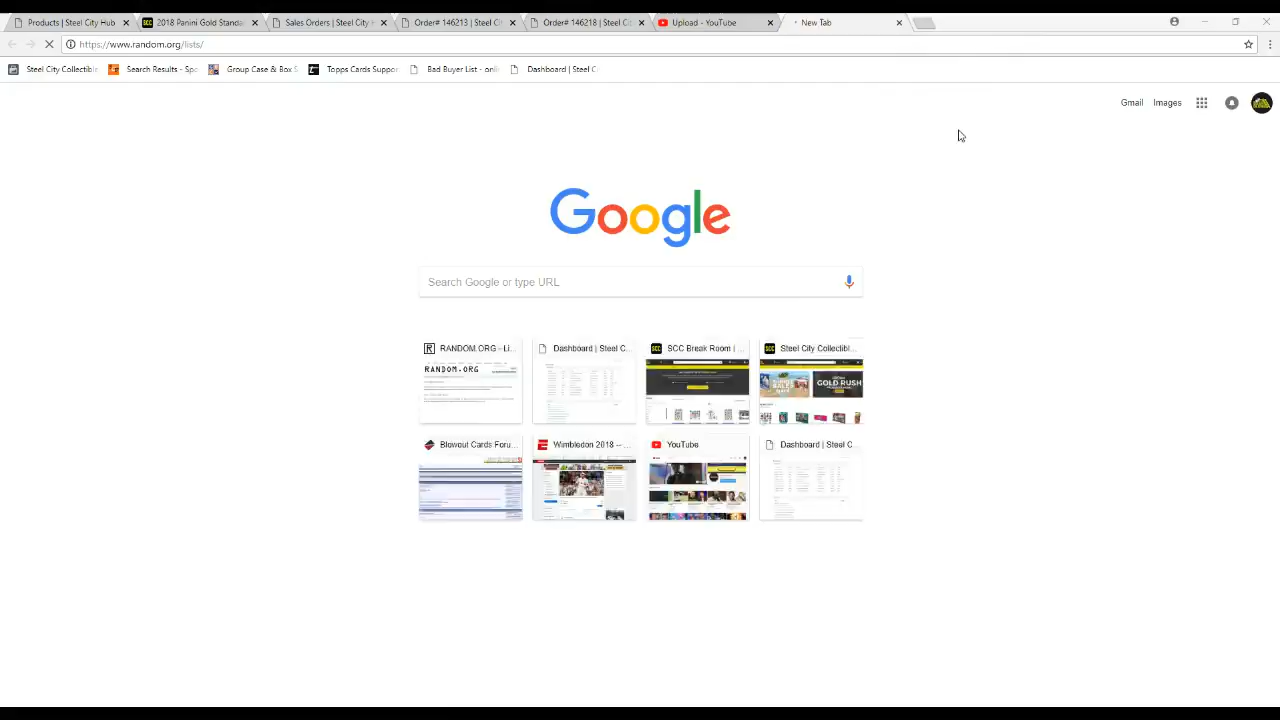 Products | Steel City Hub
2018 Panini Gold Standa
Sales Orders | Steel City H
Order# 146213 | Steel Cit
Order# 146218 | Steel Cit
Upload - YouTube
New Tab
https://www.random.org/lists/
Steel City Collectibl
Search Results - Spo
Group Case & Box S
Topps Cards Suppor
Bad Buyer List - onli
Dashboard | Steel C
Gmail
Images
Google
Search Google or type URL
RANDOM.ORG - Li...
Dashboard | Steel C...
SCC Break Room | ...
Steel City Collectibl...
RANDOM.ORG
GOLD RUSH
Blowout Cards Foru...
Wimbledon 2018 -- ...
YouTube
Dashboard | Steel C...